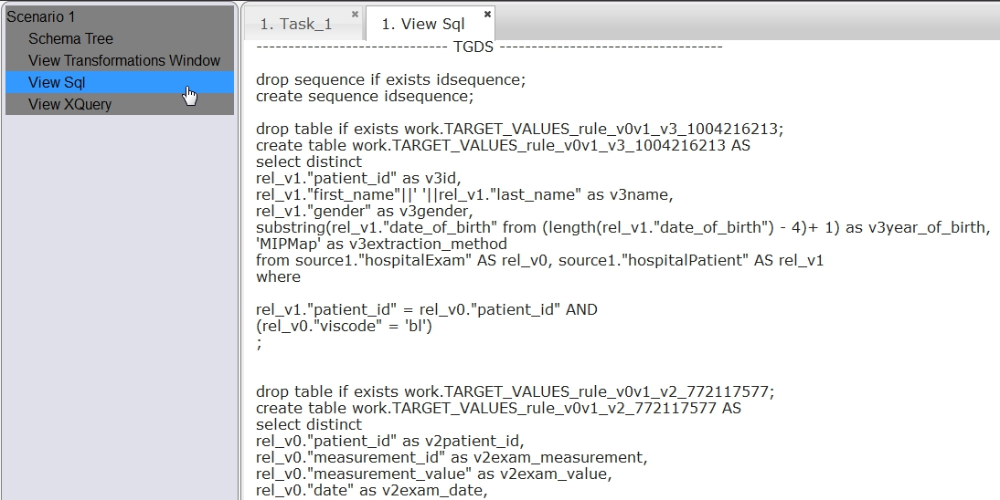 Scenario 1
Schema Tree
View Transformations Window
View Sql
View XQuery
1. Task_1
1. View Sql
------------------------------ TGDS -----------------------------------
drop sequence if exists idsequence;
create sequence idsequence;
drop table if exists work.TARGET_VALUES_rule_v0v1_v3_1004216213;
create table work.TARGET_VALUES_rule_v0v1_v3_1004216213 AS
select distinct
rel_v1."patient_id" as v3id,
rel_v1."first_name"||' '||rel_v1."last_name" as v3name,
rel_v1."gender" as v3gender,
substring(rel_v1."date_of_birth" from (length(rel_v1."date_of_birth") - 4)+ 1) as v3year_of_birth,
'MIPMap' as v3extraction_method
from source1."hospitalExam" AS rel_v0, source1."hospitalPatient" AS rel_v1
where
rel_v1."patient_id" = rel_v0."patient_id" AND
(rel_v0."viscode" = 'bl')
;
drop table if exists work.TARGET_VALUES_rule_v0v1_v2_772117577;
create table work.TARGET_VALUES_rule_v0v1_v2_772117577 AS
select distinct
rel_v0."patient_id" as v2patient_id,
rel_v0."measurement_id" as v2exam_measurement,
rel_v0."measurement_value" as v2exam_value,
rel_v0."date" as v2exam_date,